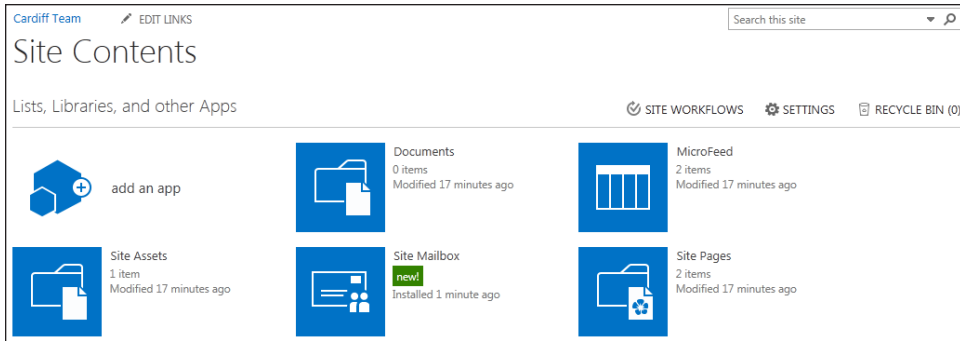 Cardiff Team EDIT LINKS Search this site
Site Contents
Lists, Libraries, and other Apps SITE WORKFLOWS SETTINGS RECYCLE BIN (0)
add an app
Documents
0 items
Modified 17 minutes ago
MicroFeed
2 items
Modified 17 minutes ago
Site Assets
1 item
Modified 17 minutes ago
Site Mailbox
new!
Installed 1 minute ago
Site Pages
2 items
Modified 17 minutes ago